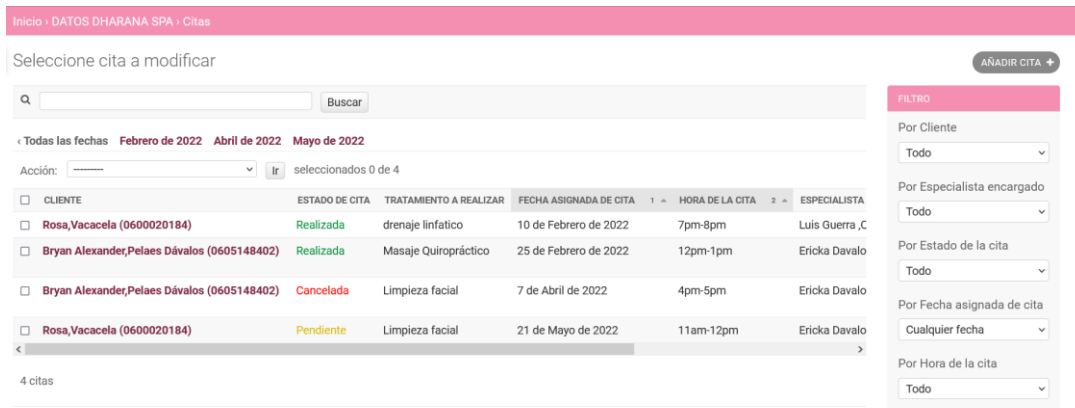 Inicio › DATOS DHARANA SPA › Citas
Seleccione cita a modificar
AÑADIR CITA +
Buscar
‹ Todas las fechas Febrero de 2022 Abril de 2022 Mayo de 2022
Acción: --------- Ir seleccionados 0 de 4
CLIENTE ESTADO DE CITA TRATAMIENTO A REALIZAR FECHA ASIGNADA DE CITA 1 HORA DE LA CITA 2 ESPECIALISTA
Rosa,Vacacela (0600020184) Realizada drenaje linfatico 10 de Febrero de 2022 7pm-8pm Luis Guerra ,C
Bryan Alexander,Pelaes Dávalos (0605148402) Realizada Masaje Quiropráctico 25 de Febrero de 2022 12pm-1pm Ericka Davalo
Bryan Alexander,Pelaes Dávalos (0605148402) Cancelada Limpieza facial 7 de Abril de 2022 4pm-5pm Ericka Davalo
Rosa,Vacacela (0600020184) Pendiente Limpieza facial 21 de Mayo de 2022 11am-12pm Ericka Davalo
4 citas
FILTRO
Por Cliente
Todo
Por Especialista encargado
Todo
Por Estado de la cita
Todo
Por Fecha asignada de cita
Cualquier fecha
Por Hora de la cita
Todo